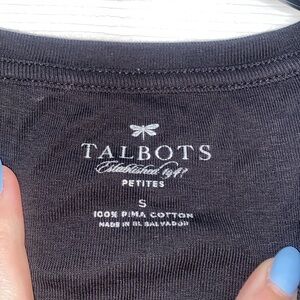 TALBOTS
Established 1947
PETITES
S
100% PIMA COTTON
MADE IN EL SALVADOR